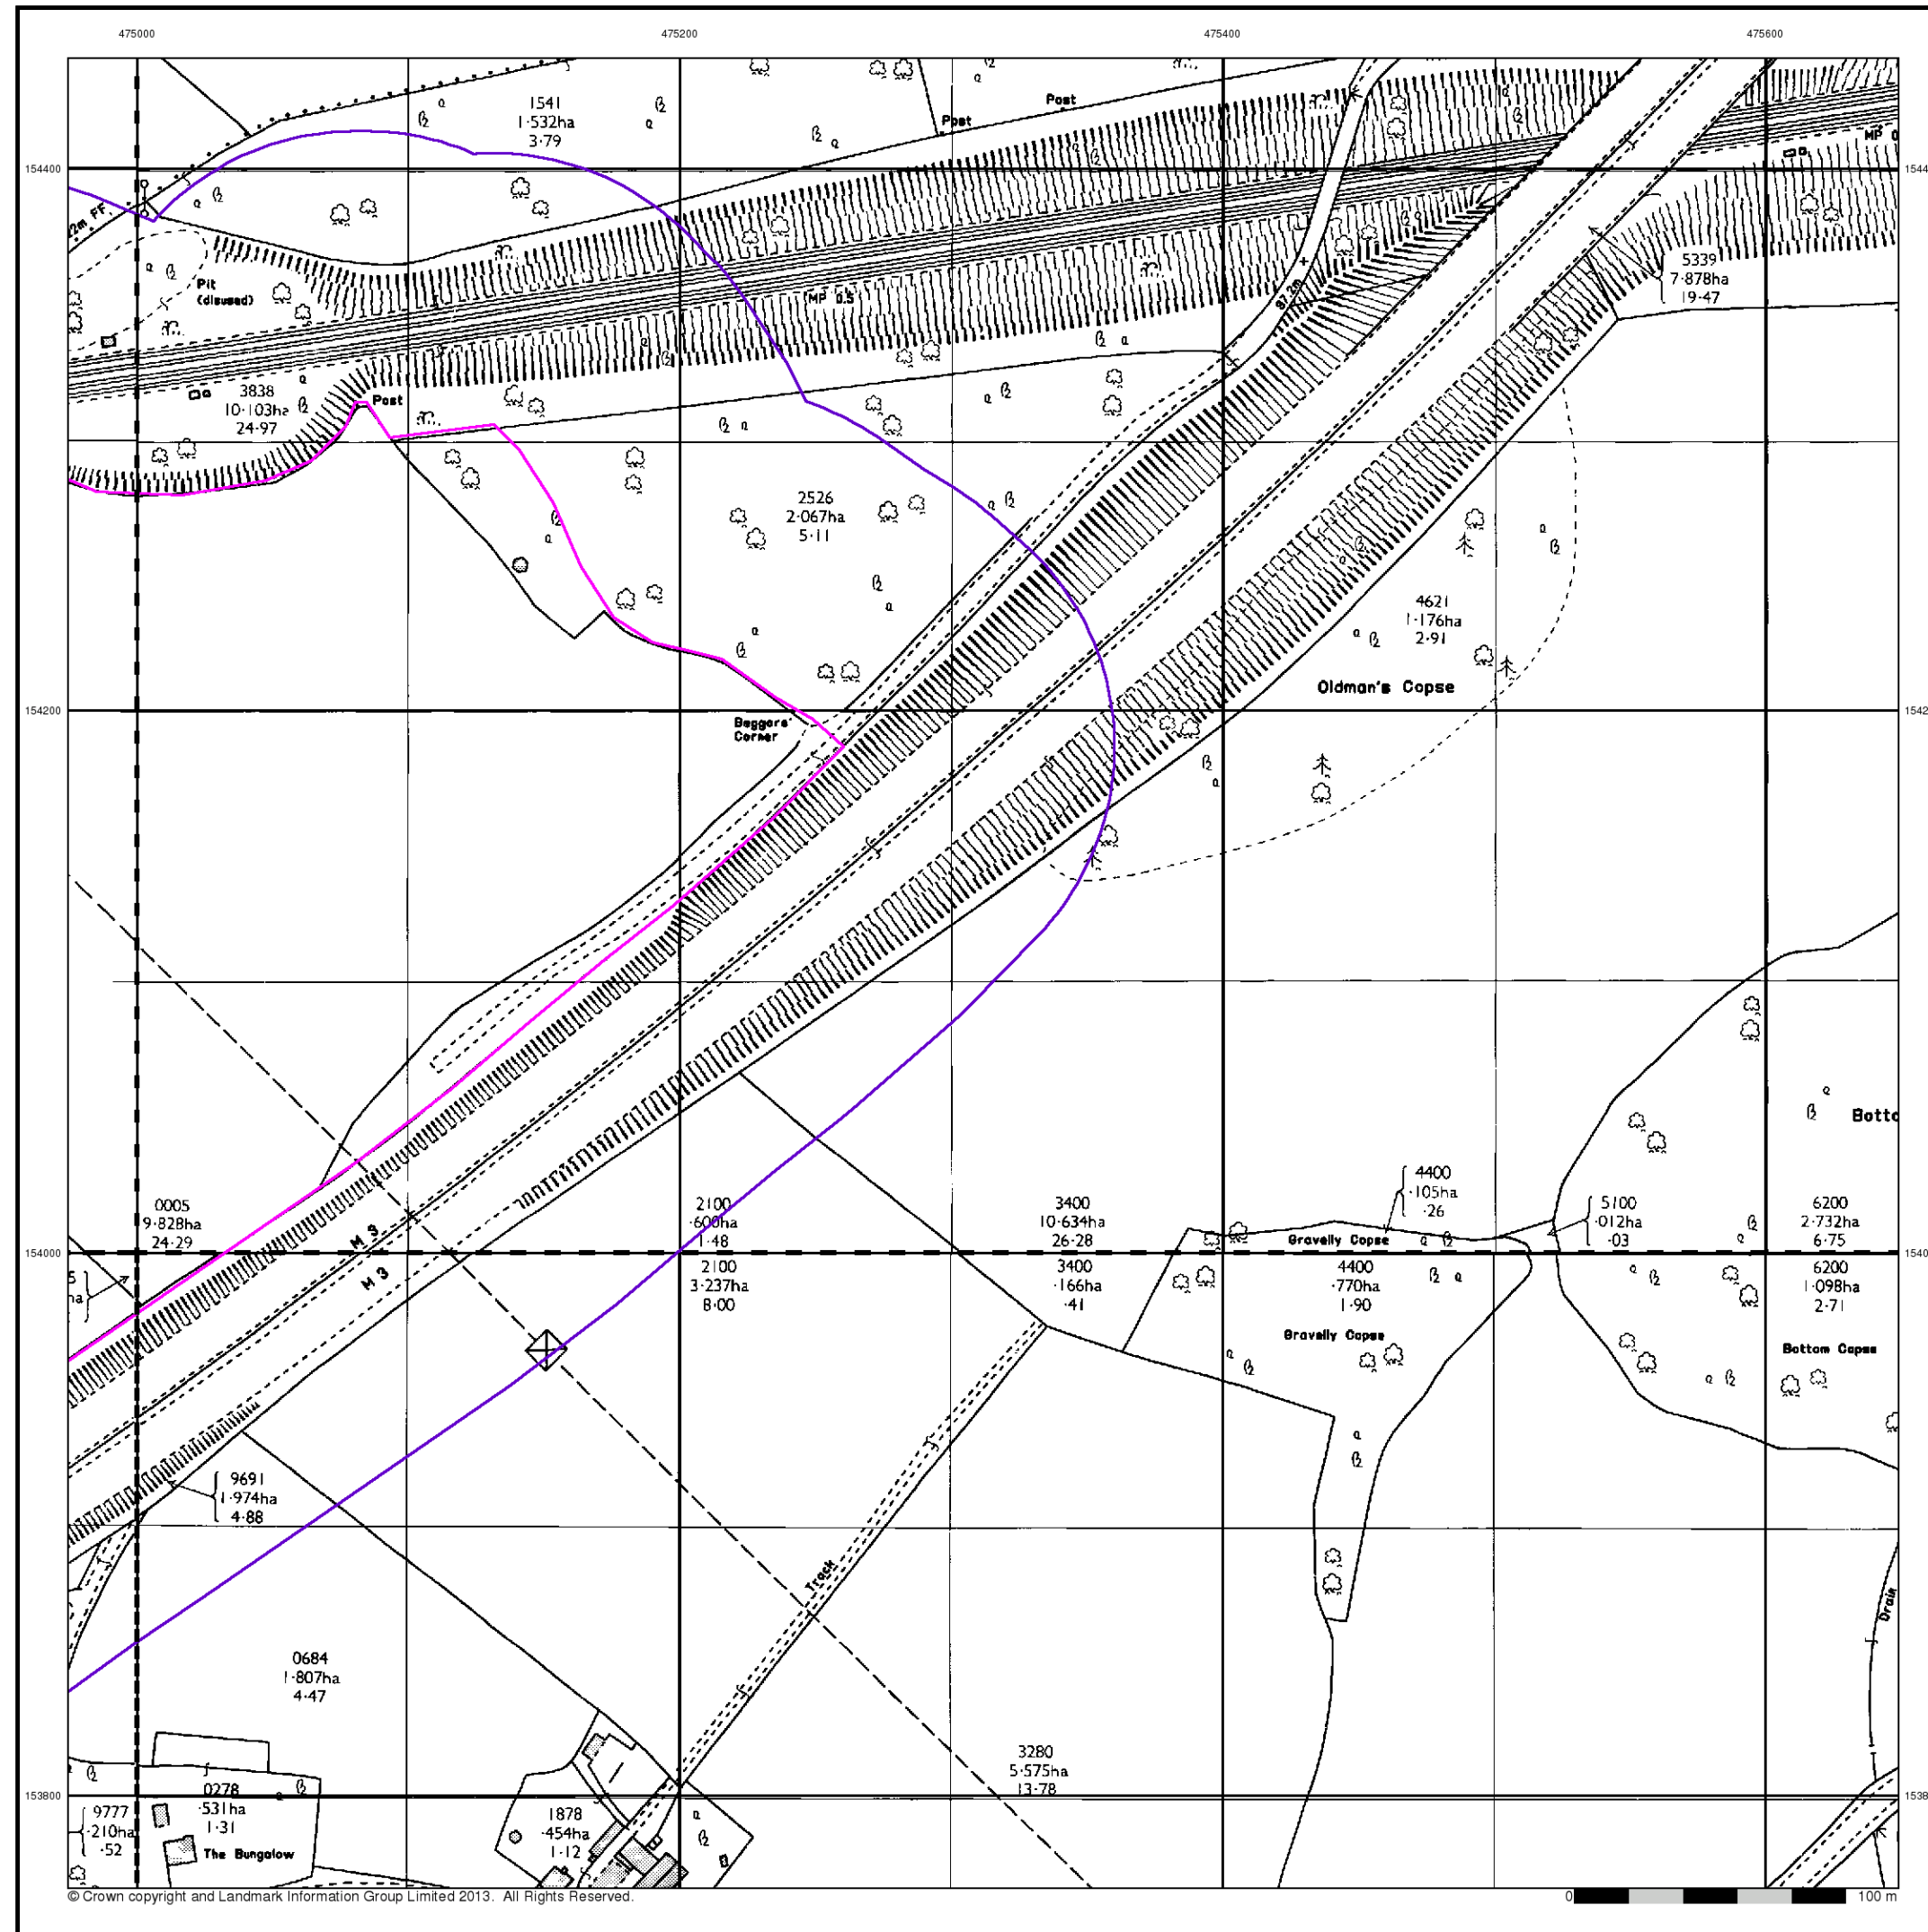 475000
475200
475400
475600
154400
1541
1·532ha
3·79
Post
Post
Pit
(disused)
MP 0.5
87.2m
5339
7·878ha
19·47
3838
10·103ha
24·97
Post
2526
2·067ha
5·11
4621
1·176ha
2·91
Oldman's Copse
154200
Beggars'
Corner
0005
9·828ha
24·29
M 3
M 3
2100
·600ha
1·48
2100
3·237ha
8·00
3400
10·634ha
26·28
3400
·166ha
·41
4400
·105ha
·26
Gravelly Copse
4400
·770ha
1·90
Gravelly Copse
5100
·012ha
·03
6200
2·732ha
6·75
6200
1·098ha
2·71
Bottom Copse
154000
9691
1·974ha
4·88
Track
Drain
0684
1·807ha
4·47
3280
5·575ha
13·78
153800
9777
·210ha
·52
0278
·531ha
1·31
The Bungalow
1878
·454ha
1·12
© Crown copyright and Landmark Information Group Limited 2013. All Rights Reserved.
0 100 m